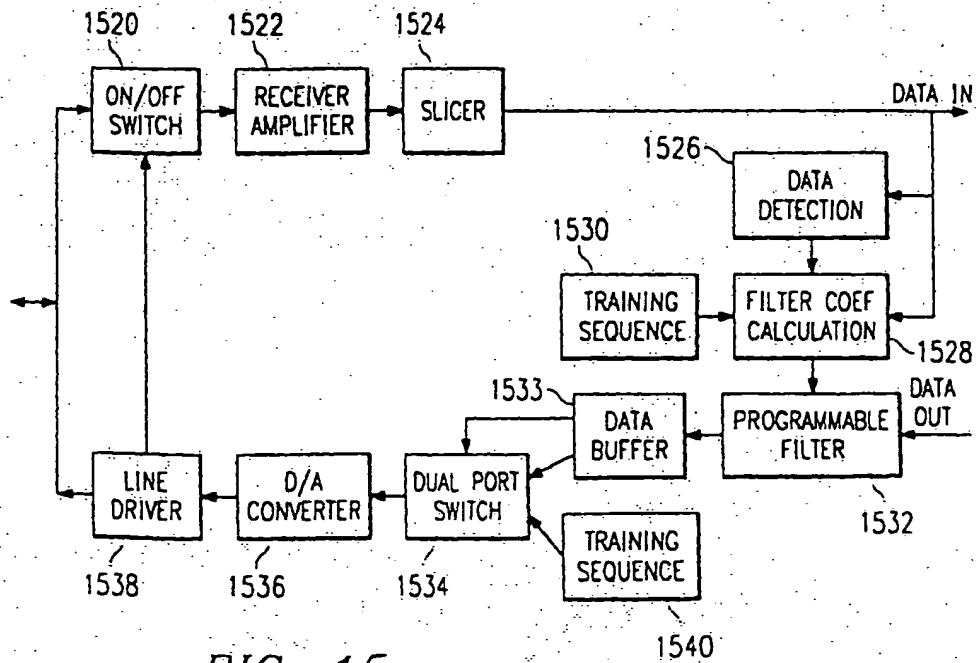 1520
1522
1524
ON/OFF
SWITCH
RECEIVER
AMPLIFIER
SLICER
DATA IN
1526
DATA
DETECTION
1530
TRAINING
SEQUENCE
FILTER COEF
CALCULATION
1528
1533
DATA
BUFFER
PROGRAMMABLE
FILTER
DATA
OUT
1532
LINE
DRIVER
D/A
CONVERTER
DUAL PORT
SWITCH
TRAINING
SEQUENCE
1538
1536
1534
1540
FIG. 15